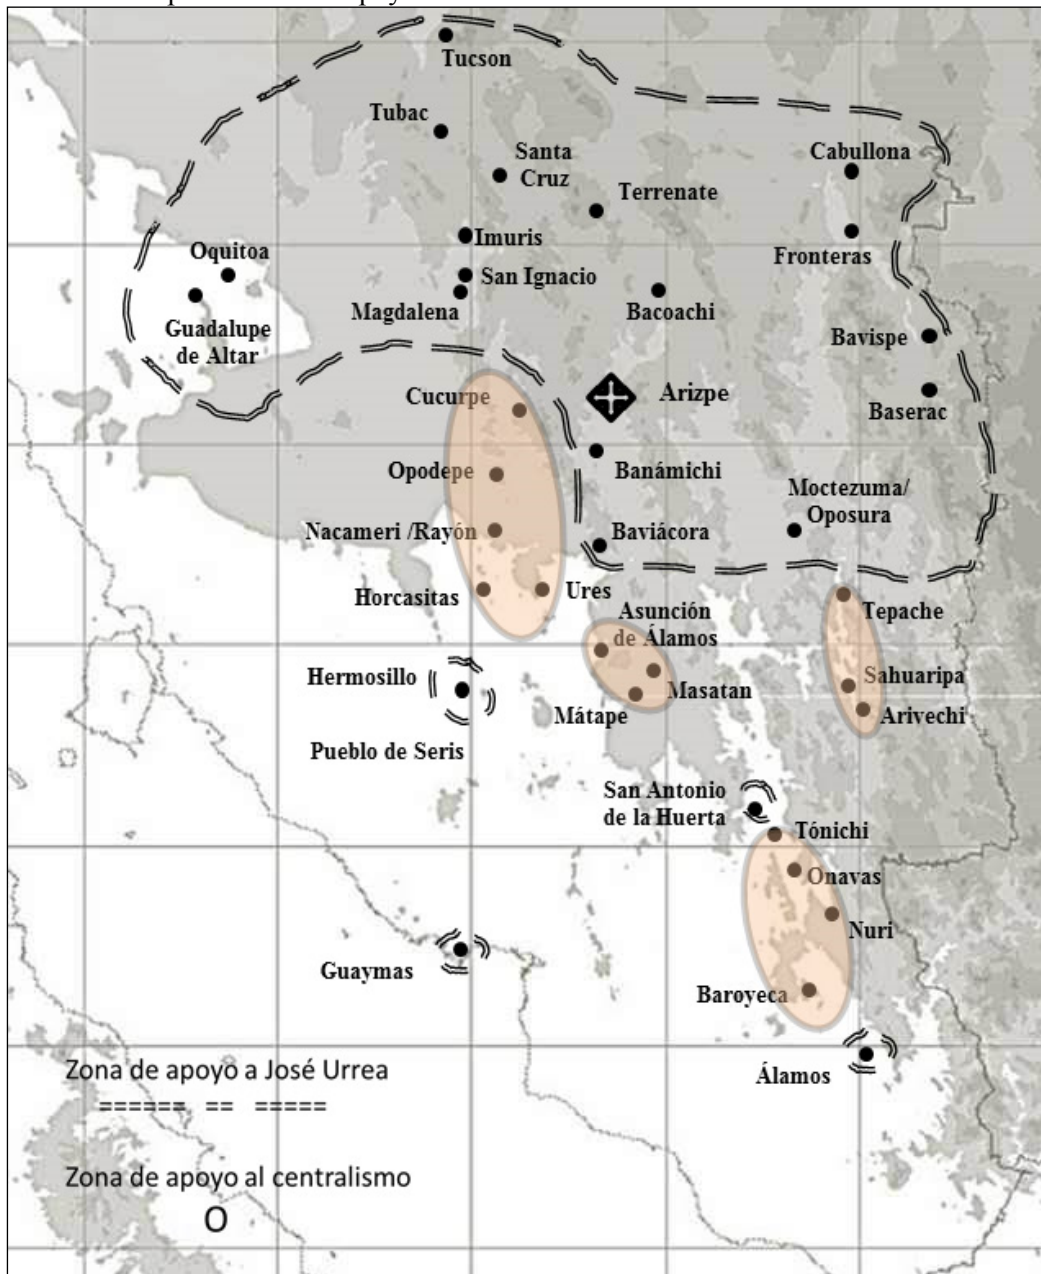 Tucson
Tubac
Santa
Cruz
Cabullona
Terrenate
Imuris
Oquitoa
Fronteras
San Ignacio
Magdalena
Bacoachi
Guadalupe
de Altar
Bavispe
Cucurpe
Arizpe
Baserac
Opodepe
Banámichi
Moctezuma/
Oposura
Nacameri /Rayón
Baviácora
Horcasitas
Ures
Asunción
de Álamos
Tepache
Hermosillo
Masatan
Sahuaripa
Mátape
Arivechi
Pueblo de Seris
San Antonio
de la Huerta
Tónichi
Onavas
Nuri
Guaymas
Baroyeca
Álamos
Zona de apoyo a José Urrea
Zona de apoyo al centralismo
O